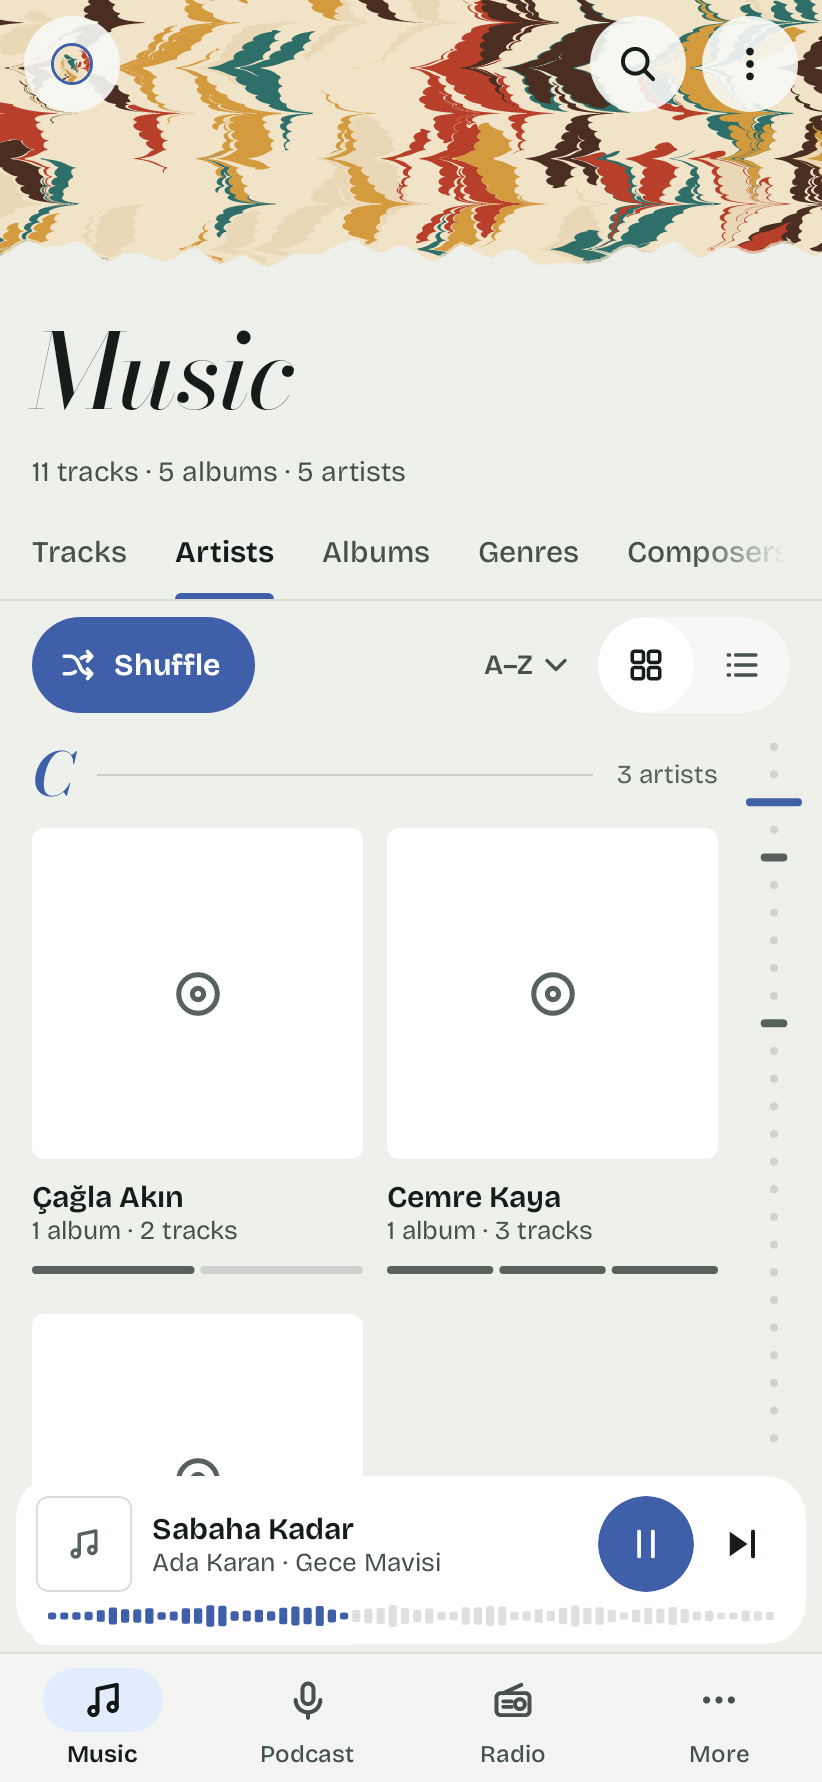 Music
11 tracks · 5 albums · 5 artists
Tracks Artists Albums Genres Composers
Shuffle A–Z
C 3 artists
Çağla Akın
1 album · 2 tracks
Cemre Kaya
1 album · 3 tracks
Sabaha Kadar
Ada Karan · Gece Mavisi
Music Podcast Radio More